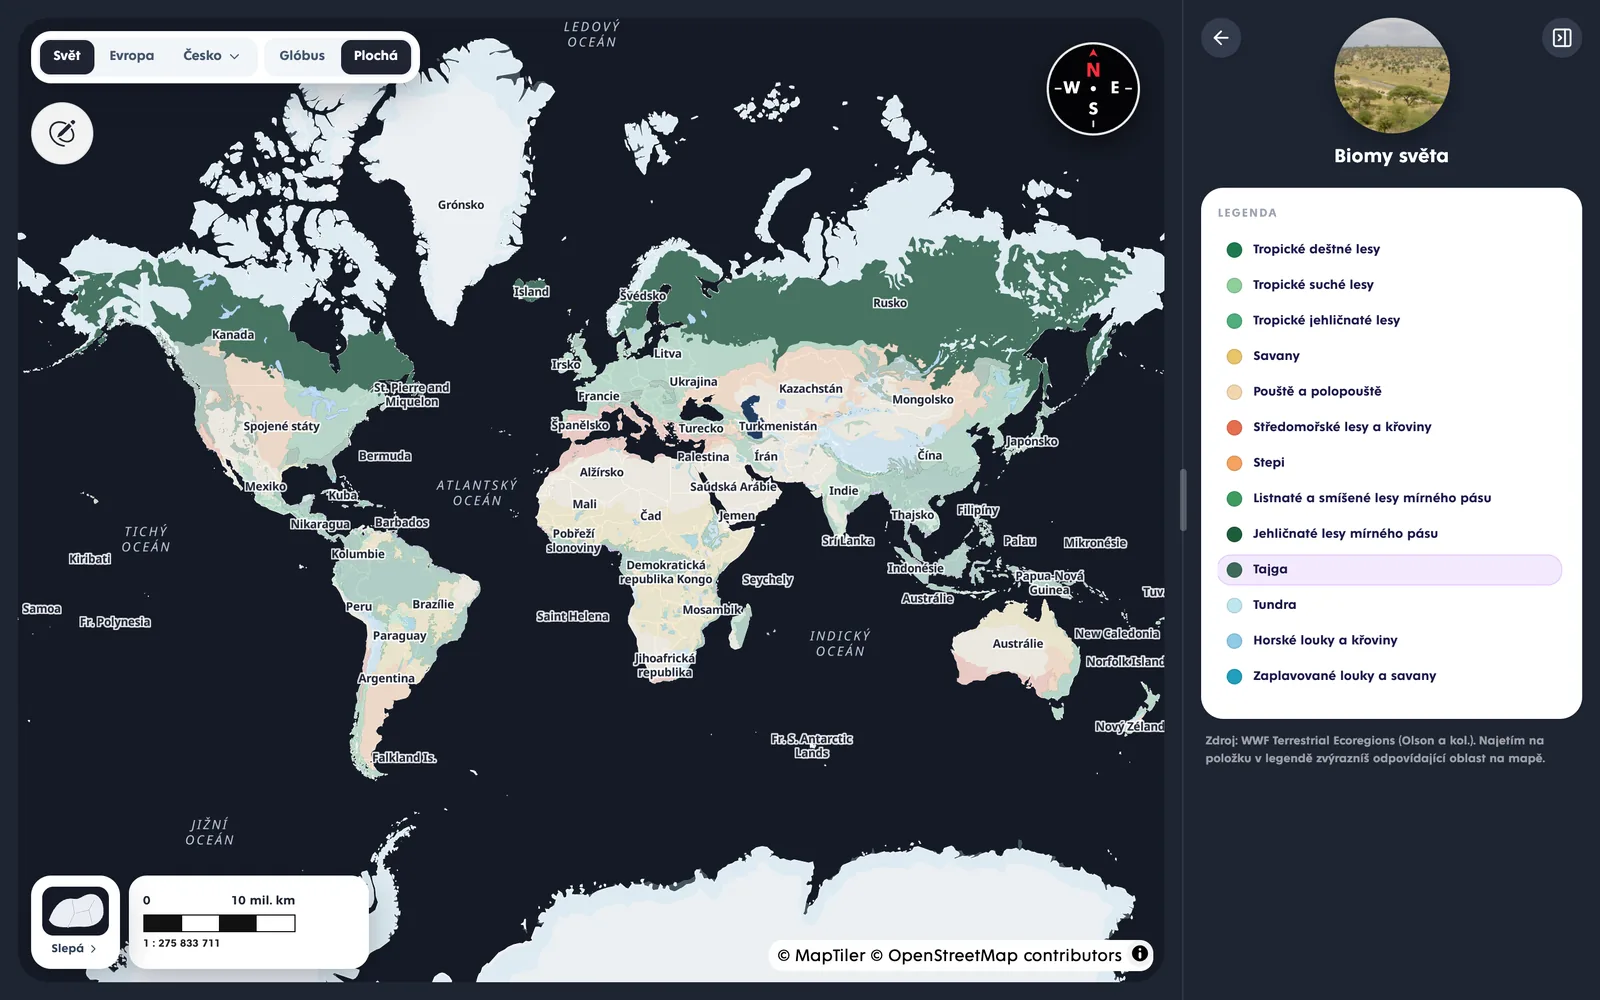 LEDOVÝ
OCEÁN
Svět
Evropa
Česko
Glóbus
Plochá
N
W
E
S
Grónsko
Island
Švédsko
Rusko
Kanada
Irsko
Litva
St. Pierre and
Miquelon
Ukrajina
Kazachstán
Francie
Mongolsko
Spojené státy
Španělsko
Turecko
Turkmenistán
Japonsko
Bermuda
Palestina
Írán
Čína
Alžírsko
Mexiko
Kuba
ATLANTSKÝ
OCEÁN
Saúdská Arábie
Indie
Mali
Čad
Jemen
Thajsko
Filipíny
Nikaragua
Barbados
TICHÝ
OCEÁN
Pobřeží
slonoviny
Srí Lanka
Palau
Mikronésie
Kiribati
Kolumbie
Demokratická
republika Kongo
Seychely
Indonésie
Papua-Nová
Guinea
Tuv
Samoa
Fr. Polynesia
Peru
Brazílie
Saint Helena
Mosambik
Austrálie
Paraguay
INDICKÝ
OCEÁN
Austrálie
New Caledonia
Jihoafrická
republika
Norfolk Island
Argentina
Nový Zéland
Fr. S. Antarctic
Lands
Falkland Is.
JIŽNÍ
OCEÁN
Slepá
0
10 mil. km
1 : 275 833 711
© MapTiler © OpenStreetMap contributors
Biomy světa
LEGENDA
Tropické deštné lesy
Tropické suché lesy
Tropické jehličnaté lesy
Savany
Pouště a polopouště
Středomořské lesy a křoviny
Stepi
Listnaté a smíšené lesy mírného pásu
Jehličnaté lesy mírného pásu
Tajga
Tundra
Horské louky a křoviny
Zaplavované louky a savany
Zdroj: WWF Terrestrial Ecoregions (Olson a kol.). Najetím na
položku v legendě zvýrazníš odpovídající oblast na mapě.